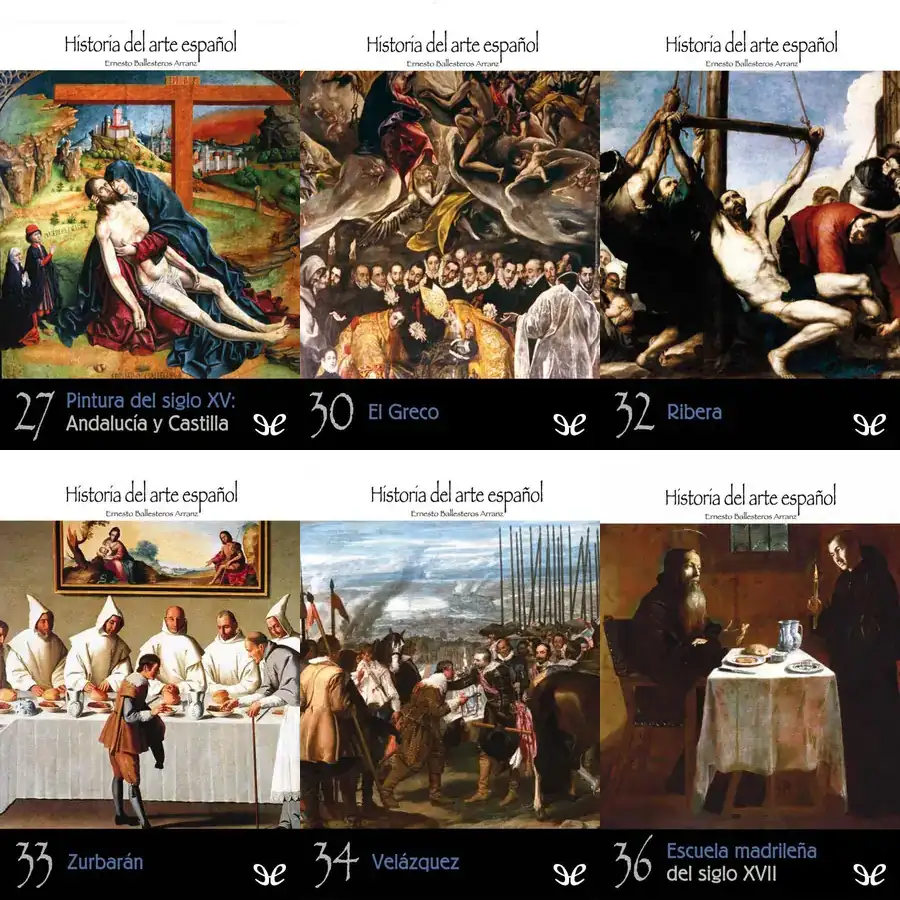 Historia del arte español
Ernesto Ballesteros Arranz
27 Pintura del siglo XV:
Andalucía y Castilla
Historia del arte español
Ernesto Ballesteros Arranz
30 El Greco
Historia del arte español
Ernesto Ballesteros Arranz
32 Ribera
Historia del arte español
Ernesto Ballesteros Arranz
33 Zurbarán
Historia del arte español
Ernesto Ballesteros Arranz
34 Velázquez
Historia del arte español
Ernesto Ballesteros Arranz
36 Escuela madrileña
del siglo XVII